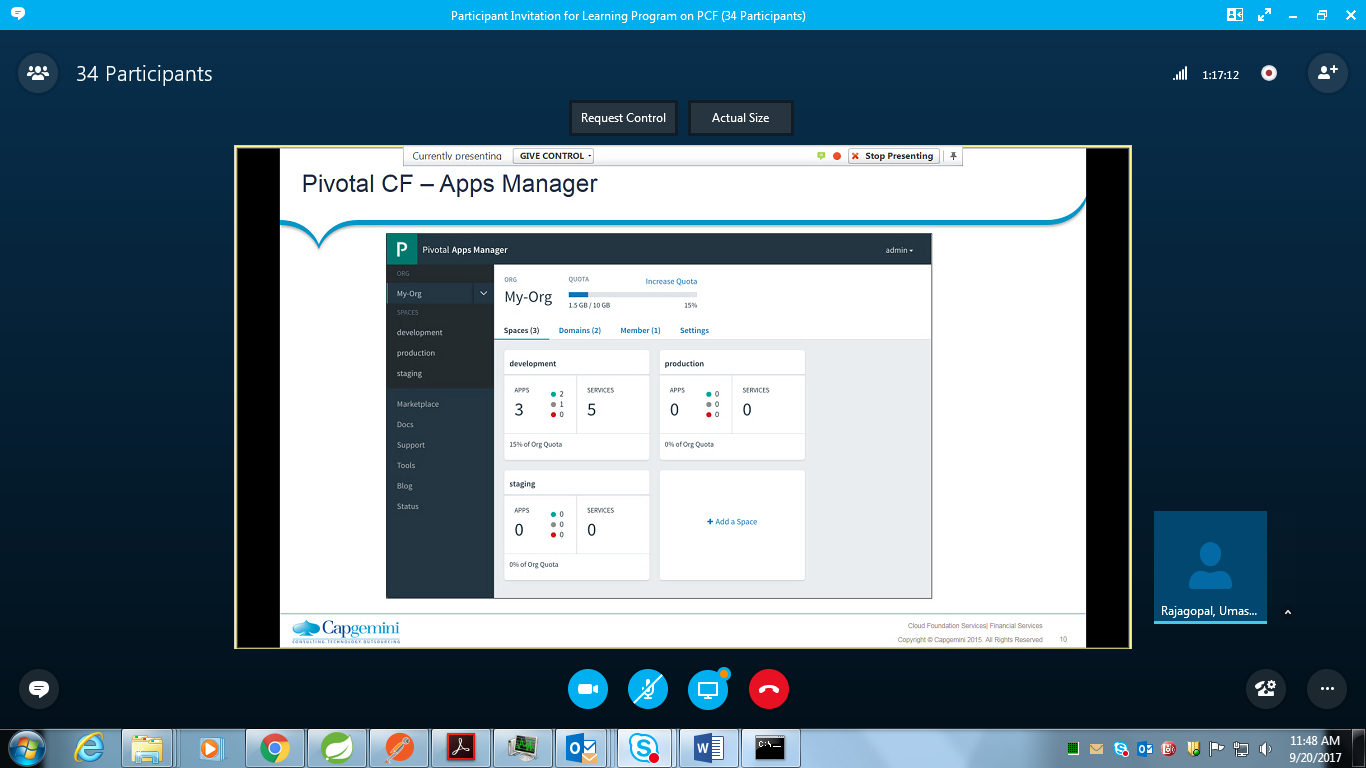 Participant Invitation for Learning Program on PCF (34 Participants)
34 Participants
1:17:12
Request Control
Actual Size
Currently presenting
GIVE CONTROL
Stop Presenting
Pivotal CF – Apps Manager
P
Pivotal Apps Manager
admin
ORG
My-Org
SPACES
development
production
staging
Marketplace
Docs
Support
Tools
Blog
Status
ORG
My-Org
QUOTA
Increase Quota
1.5 GB / 10 GB
15%
Spaces (3)
Domains (2)
Member (1)
Settings
development
APPS
3
2
1
0
SERVICES
5
15% of Org Quota
production
APPS
0
0
0
0
SERVICES
0
0% of Org Quota
staging
APPS
0
0
0
0
SERVICES
0
0% of Org Quota
+ Add a Space
Capgemini
CONSULTING.TECHNOLOGY.OUTSOURCING
Cloud Foundation Services| Financial Services
Copyright © Capgemini 2015. All Rights Reserved
10
Rajagopal, Umas...
C:\
11:48 AM
9/20/2017